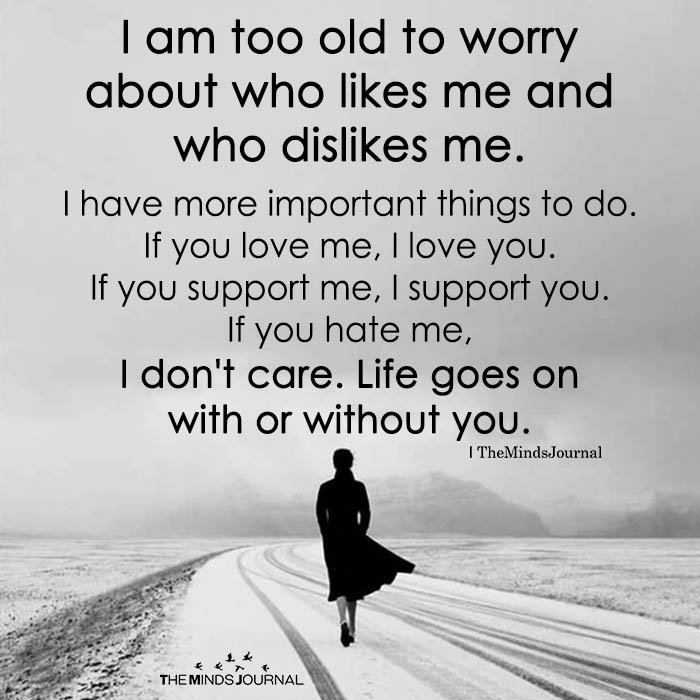 I am too old to worry
about who likes me and
who dislikes me.
I have more important things to do.
If you love me, I love you.
If you support me, I support you.
If you hate me,
I don't care. Life goes on
with or without you.
I TheMindsJournal
THE MINDS JOURNAL